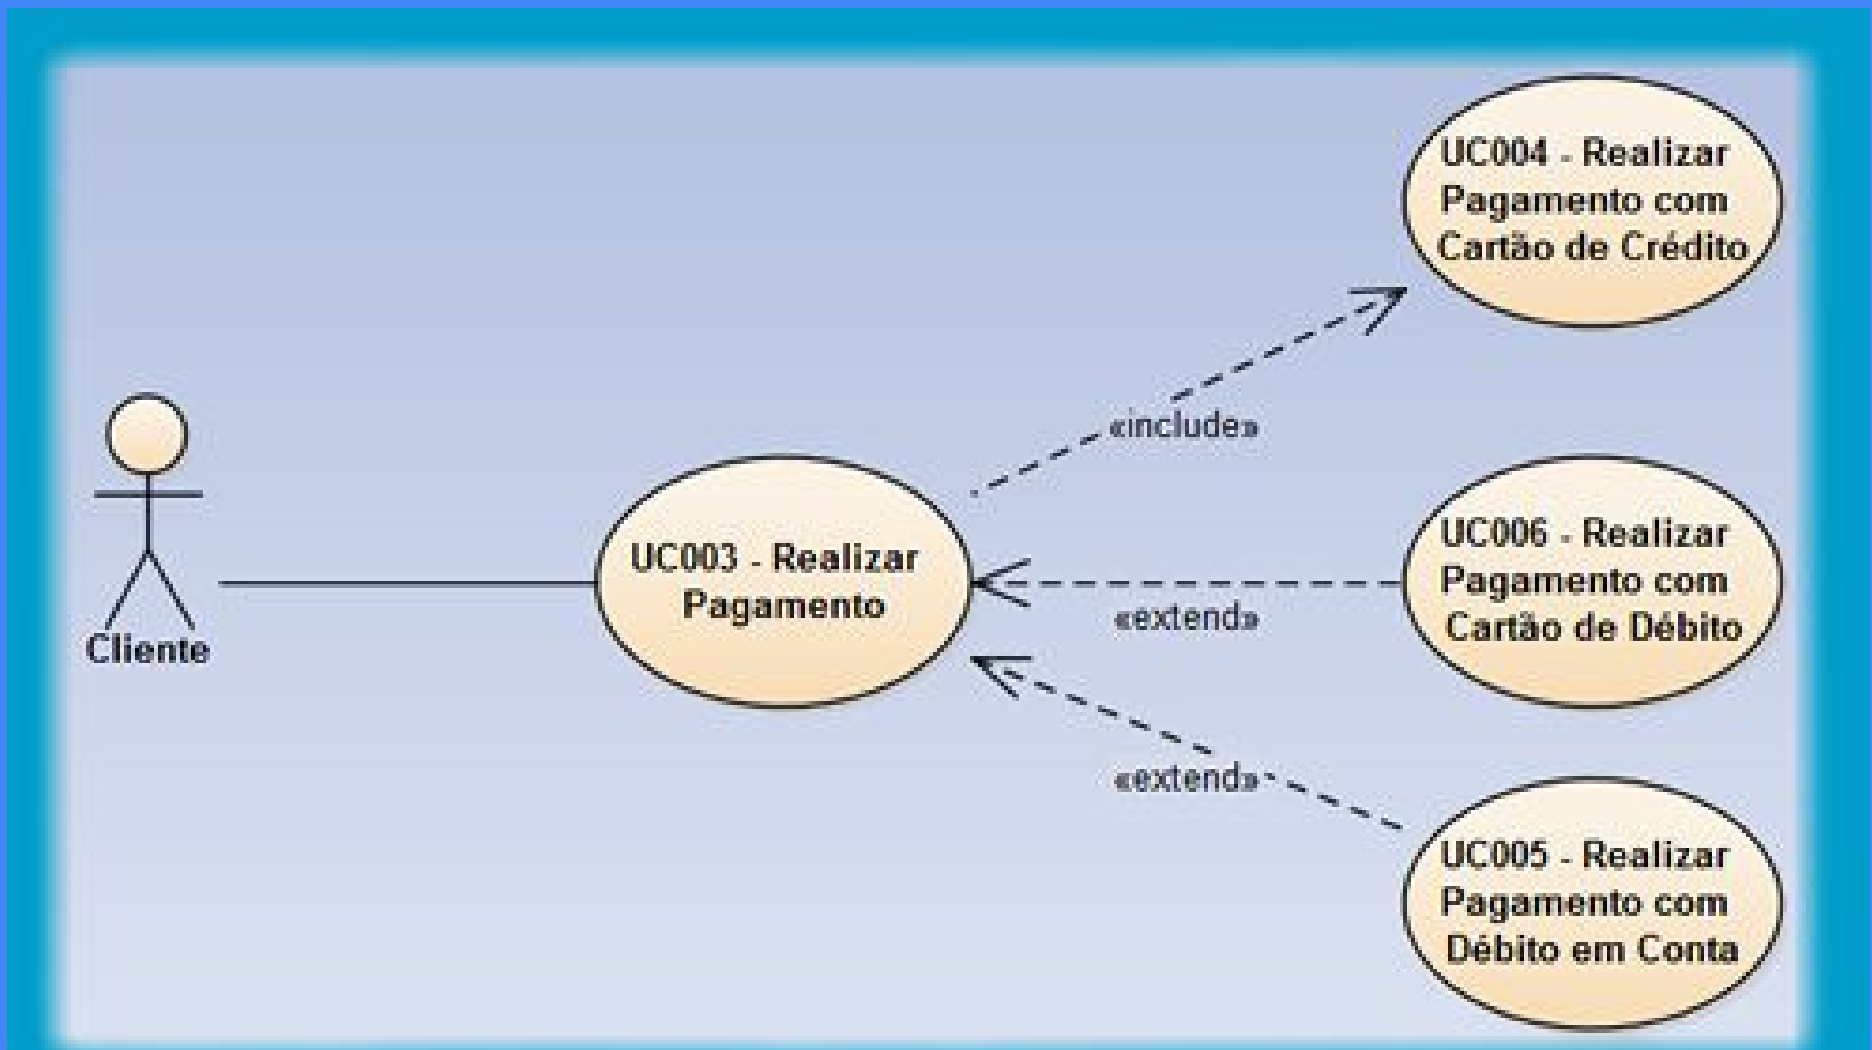 UC004 - Realizar
Pagamento com
Cartão de Crédito
«include»
UC003 - Realizar
Pagamento
UC006 - Realizar
Pagamento com
Cartão de Débito
«extend»
Cliente
«extend»
UC005 - Realizar
Pagamento com
Débito em Conta